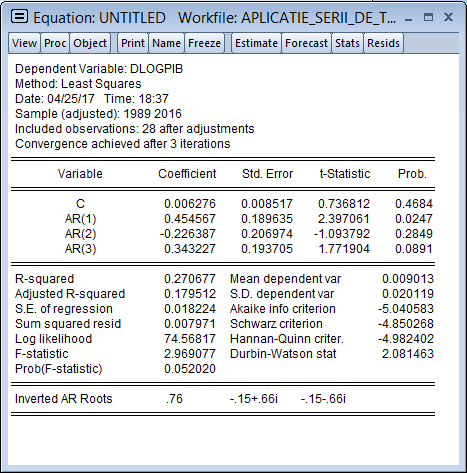 Equation: UNTITLED Workfile: APLICATIE_SERII_DE_T...
View Proc Object Print Name Freeze Estimate Forecast Stats Resids
Dependent Variable: DLOGPIB
Method: Least Squares
Date: 04/25/17 Time: 18:37
Sample (adjusted): 1989 2016
Included observations: 28 after adjustments
Convergence achieved after 3 iterations
Variable Coefficient Std. Error t-Statistic Prob.
C 0.006276 0.008517 0.736812 0.4684
AR(1) 0.454567 0.189635 2.397061 0.0247
AR(2) -0.226387 0.206974 -1.093792 0.2849
AR(3) 0.343227 0.193705 1.771904 0.0891
R-squared 0.270677 Mean dependent var 0.009013
Adjusted R-squared 0.179512 S.D. dependent var 0.020119
S.E. of regression 0.018224 Akaike info criterion -5.040583
Sum squared resid 0.007971 Schwarz criterion -4.850268
Log likelihood 74.56817 Hannan-Quinn criter. -4.982402
F-statistic 2.969077 Durbin-Watson stat 2.081463
Prob(F-statistic) 0.052020
Inverted AR Roots .76 -.15+.66i -.15-.66i